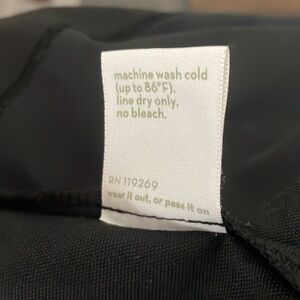 machine wash cold
(up to 86°F).
line dry only,
no bleach.
RN 119269
wear it out, or pass it on